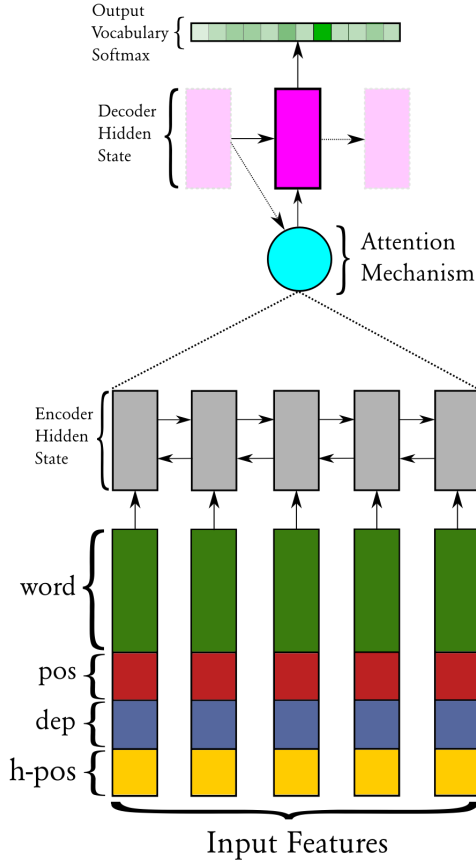 Output
Vocabulary
Softmax
Decoder
Hidden
State
Attention
Mechanism
Encoder
Hidden
State
word
pos
dep
h-pos
Input Features